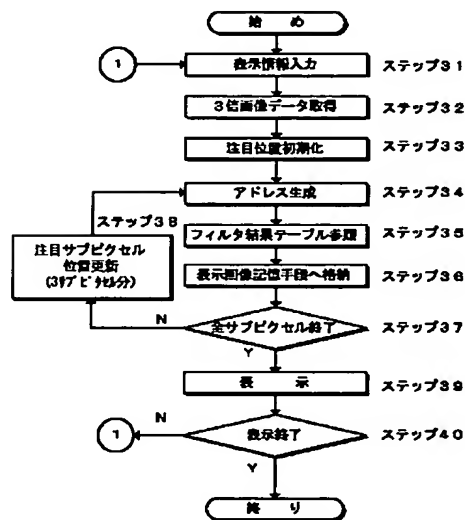 始め
1
表示情報入力
ステップ31
3倍画像データ取得
ステップ32
注目位置初期化
ステップ33
アドレス生成
ステップ34
ステップ38
フィルタ結果テーブル参照
ステップ35
注目サブピクセル
位置更新
(3サブピクセル分)
表示画像記憶手段へ格納
ステップ36
N
全サブピクセル終了
ステップ37
Y
表 示
ステップ39
N
1
表示終了
ステップ40
Y
終り